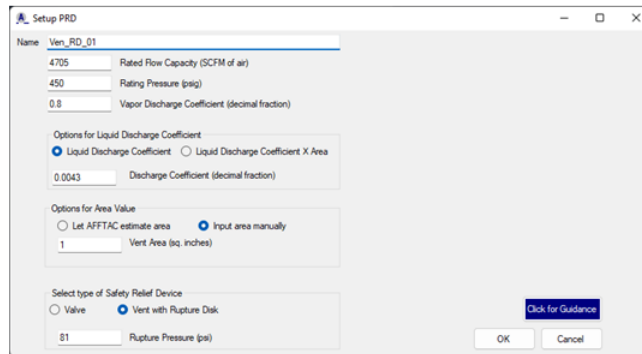 Setup PRD
Name Ven_RD_01
4705 Rated Flow Capacity (SCFM of air)
450 Rating Pressure (psig)
0.8 Vapor Discharge Coefficient (decimal fraction)
Options for Liquid Discharge Coefficient
Liquid Discharge Coefficient Liquid Discharge Coefficient X Area
0.0043 Discharge Coefficient (decimal fraction)
Options for Area Value
Let AFFTAC estimate area Input area manually
1 Vent Area (sq. inches)
Select type of Safety Relief Device
Valve Vent with Rupture Disk
Click for Guidance
81 Rupture Pressure (psi)
OK Cancel